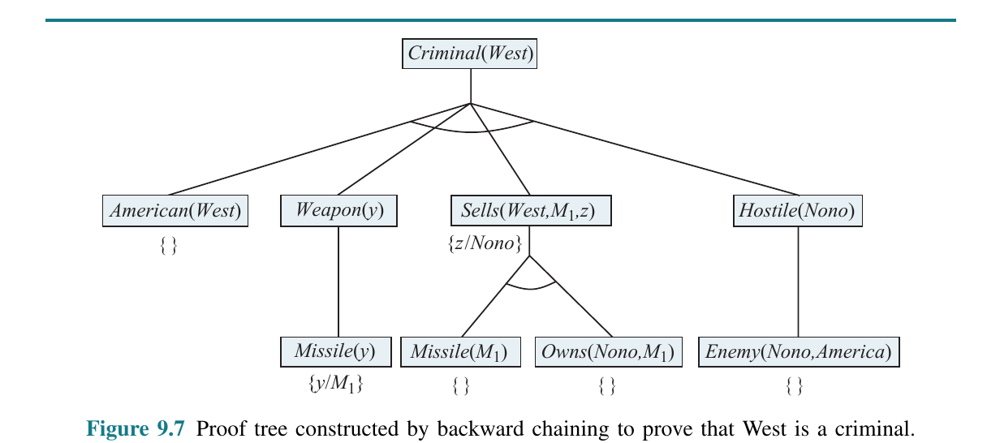 Criminal(West)
American(West) Weapon(y) Sells(West,M₁,z) Hostile(Nono)
{ } {z/Nono}
Missile(y) Missile(M₁) Owns(Nono,M₁) Enemy(Nono,America)
{y/M₁} { } { } { }
Figure 9.7 Proof tree constructed by backward chaining to prove that West is a criminal.